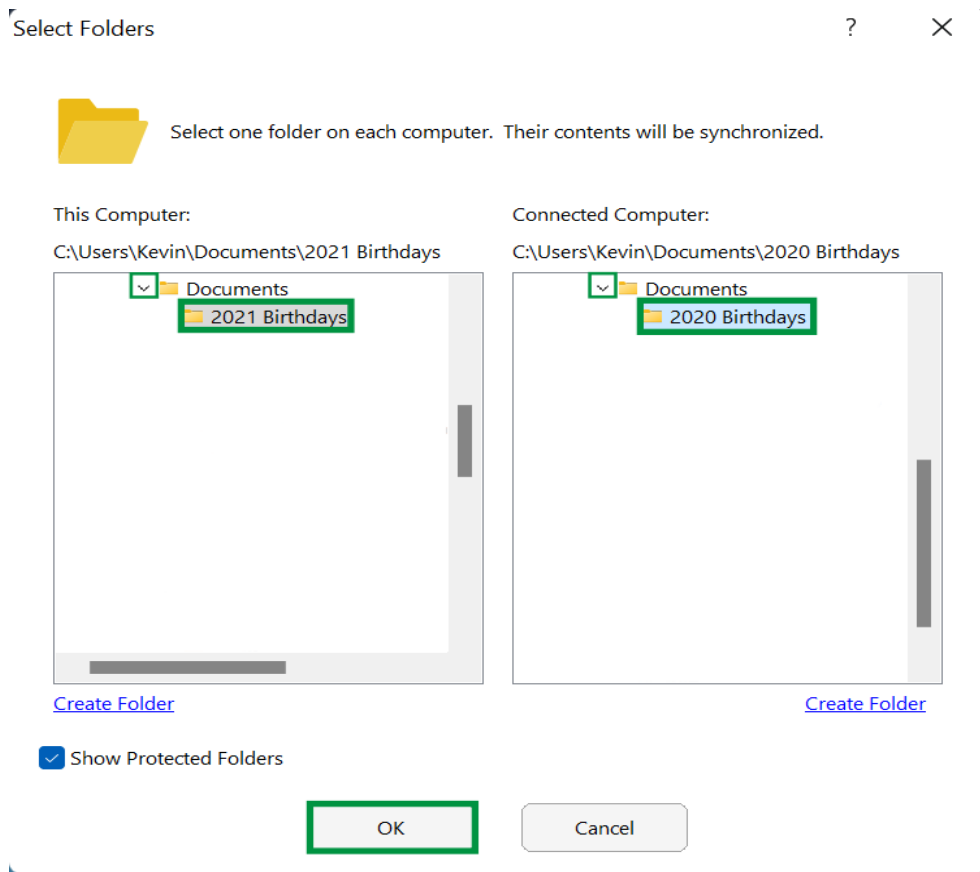 Select Folders ?
Select one folder on each computer. Their contents will be synchronized.
This Computer:
C:\Users\Kevin\Documents\2021 Birthdays
Documents
2021 Birthdays
Create Folder
Connected Computer:
C:\Users\Kevin\Documents\2020 Birthdays
Documents
2020 Birthdays
Create Folder
Show Protected Folders
OK
Cancel